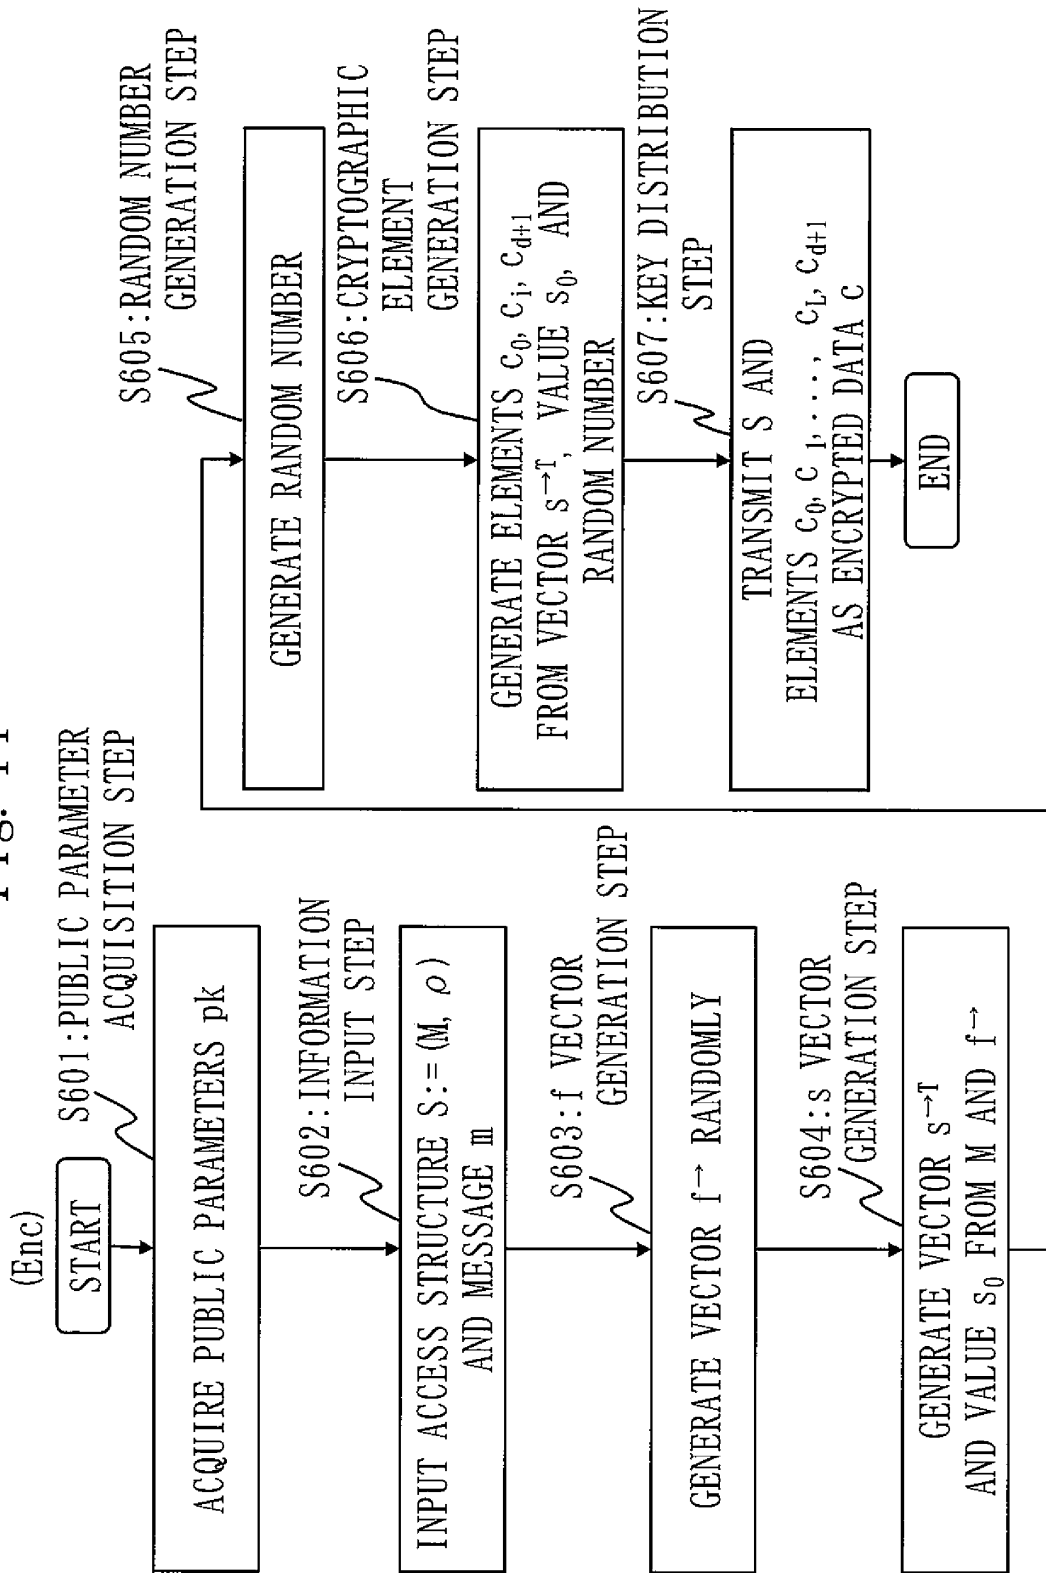 Fig. 14
(Enc)
START
S601:PUBLIC PARAMETER
ACQUISITION STEP
ACQUIRE PUBLIC PARAMETERS pk
S602:INFORMATION
INPUT STEP
INPUT ACCESS STRUCTURE S:=(M, ρ)
AND MESSAGE m
S603:f VECTOR
GENERATION STEP
GENERATE VECTOR f→ RANDOMLY
S604:s VECTOR
GENERATION STEP
GENERATE VECTOR s→T
AND VALUE s0 FROM M AND f→
S605:RANDOM NUMBER
GENERATION STEP
GENERATE RANDOM NUMBER
S606:CRYPTOGRAPHIC
ELEMENT
GENERATION STEP
GENERATE ELEMENTS c0, ci, cd+1
FROM VECTOR s→T, VALUE s0, AND
RANDOM NUMBER
S607:KEY DISTRIBUTION
STEP
TRANSMIT S AND
ELEMENTS c0, c1,..., cL, cd+1
AS ENCRYPTED DATA c
END